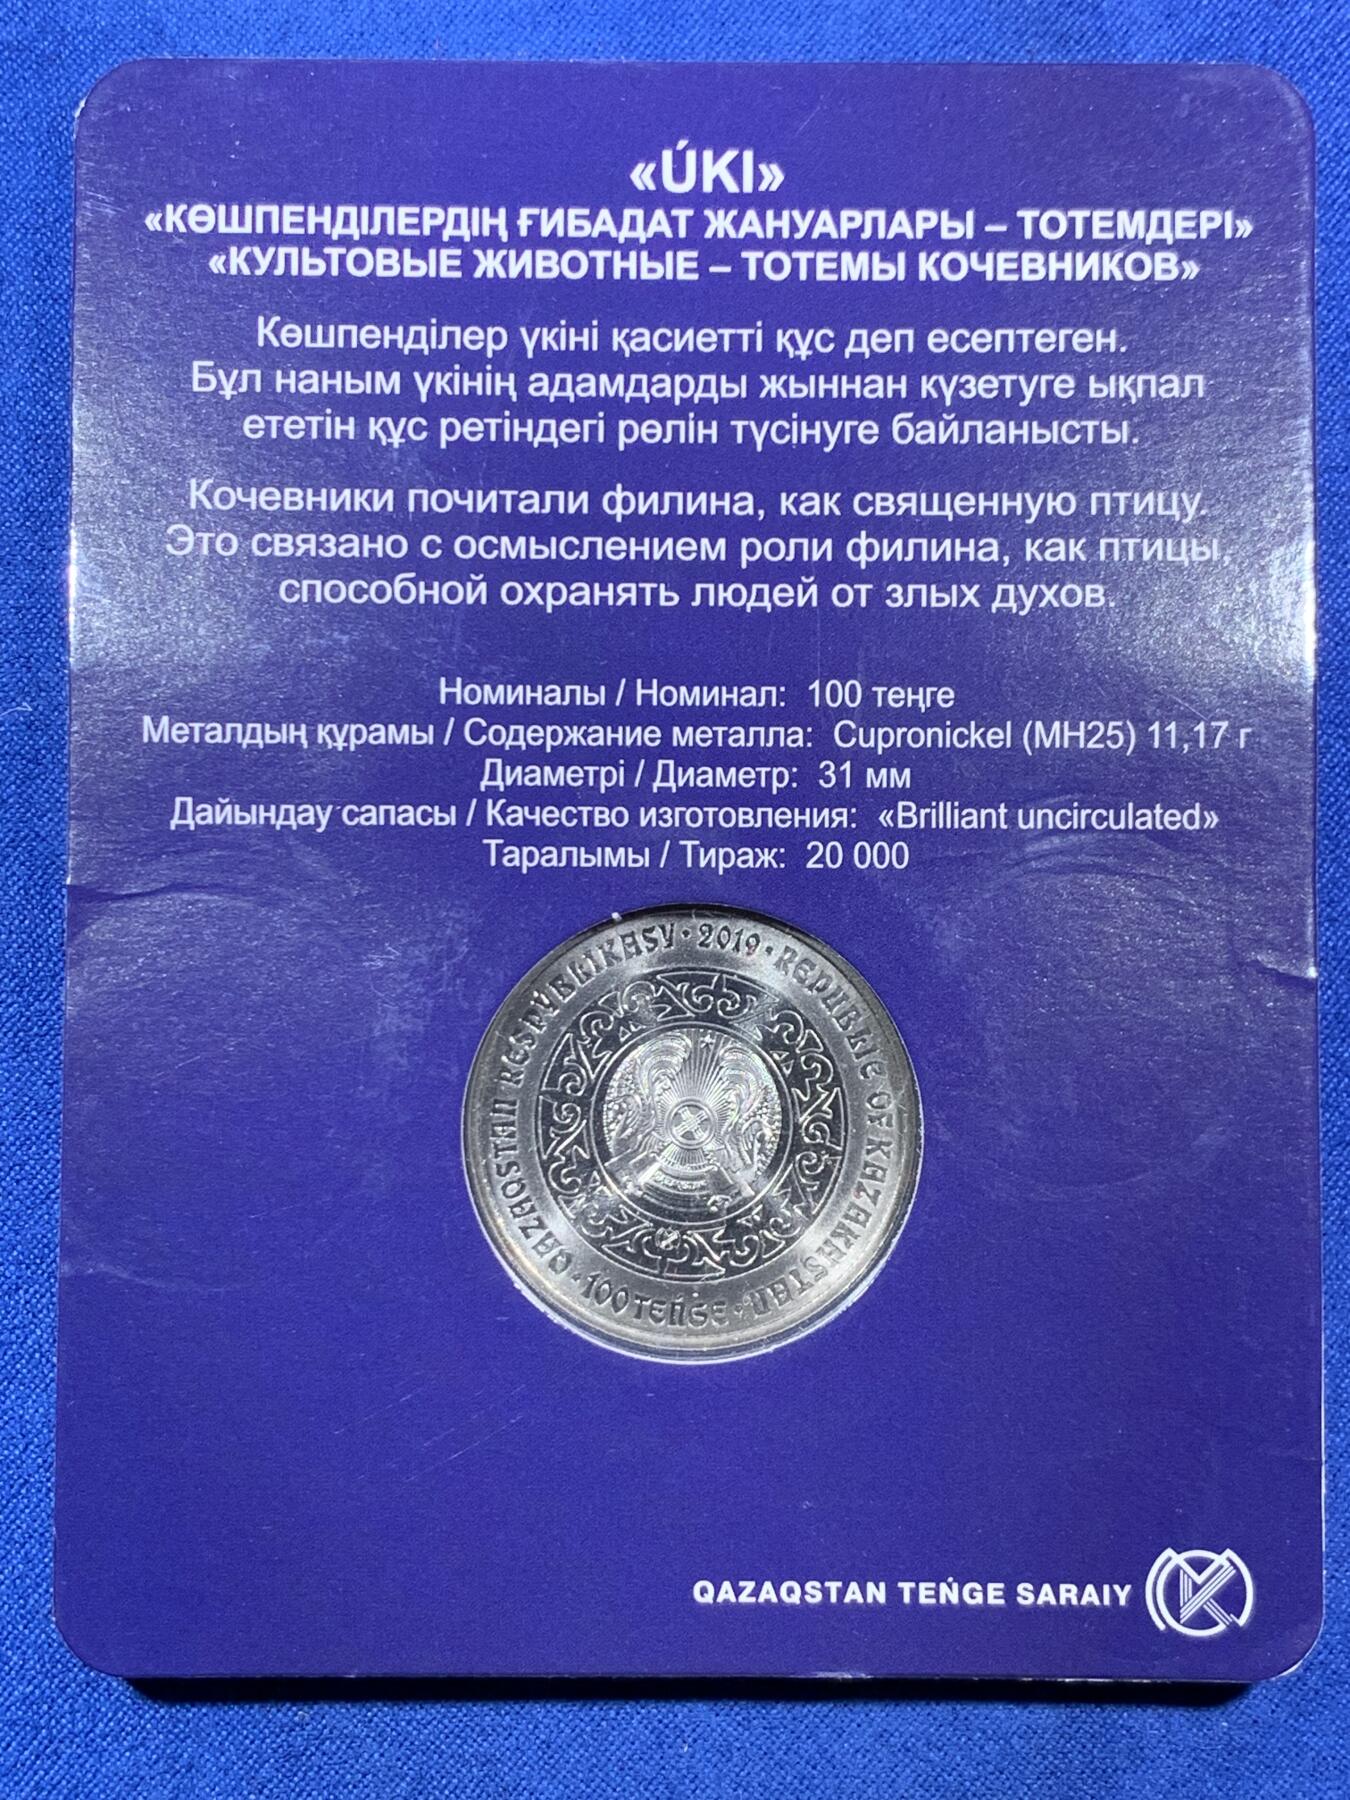 «ÚKI»
«КӨШПЕНДІЛЕРДІҢ ҒИБАДАТ ЖАНУАРЛАРЫ – ТОТЕМДЕРІ»
«КУЛЬТОВЫЕ ЖИВОТНЫЕ – ТОТЕМЫ КОЧЕВНИКОВ»
Көшпенділер үкіні қасиетті құс деп есептеген.
Бұл наным үкінің адамдарды жыннан күзетуге ықпал
ететін құс ретіндегі рөлін түсінуге байланысты.
Кочевники почитали филина, как священную птицу.
Это связано с осмыслением роли филина, как птицы,
способной охранять людей от злых духов.
Номиналы / Номинал: 100 теңге
Металдың құрамы / Содержание металла: Cupronickel (МН25) 11,17 г
Диаметрі / Диаметр: 31 мм
Дайындау сапасы / Качество изготовления: «Brilliant uncirculated»
Таралымы / Тираж: 20 000
QAZAQSTAN RESPÝBLIKASY · 2019 · REPUBLIC OF KAZAKHSTAN · 100 TEŃGE ·
QAZAQSTAN TEŃGE SARAIY